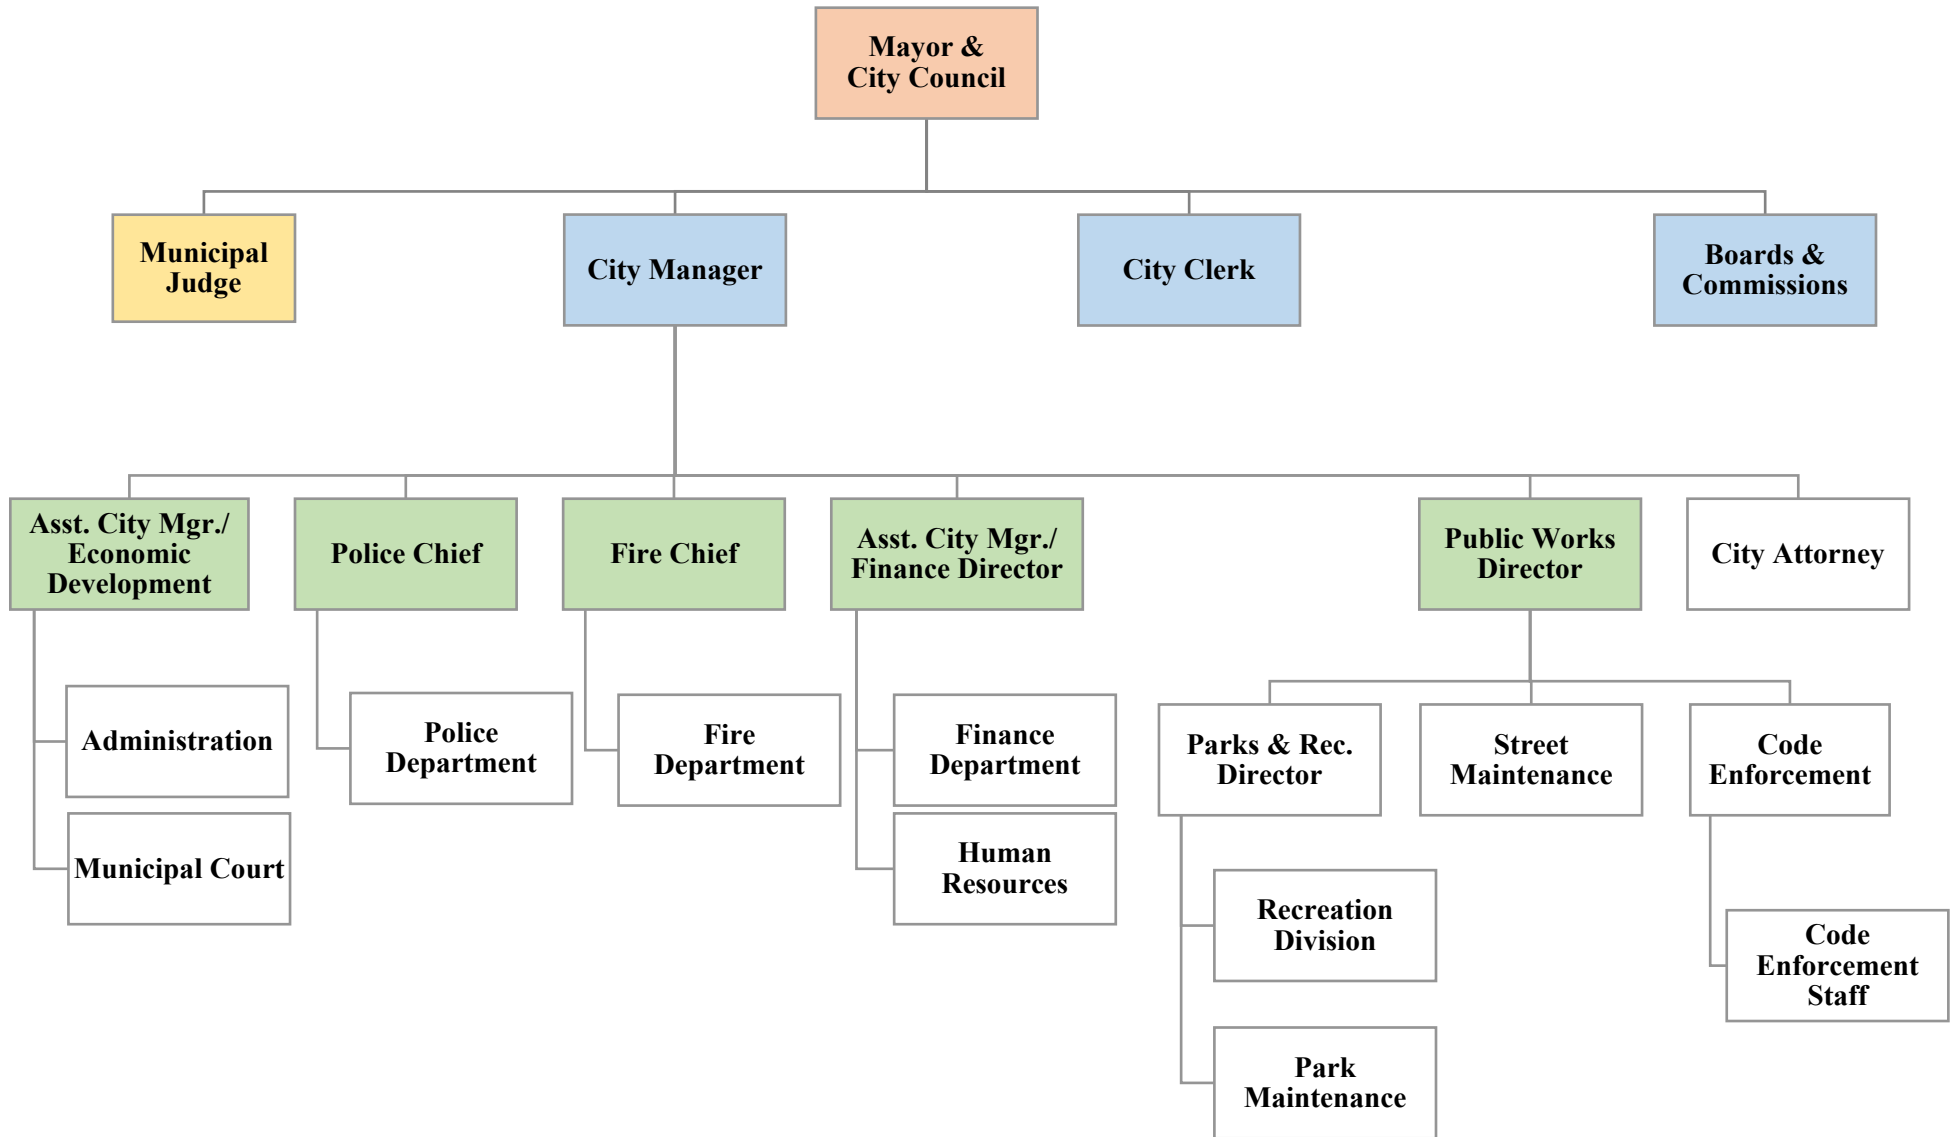 Mayor &
City Council
Municipal
Judge
City Manager
City Clerk
Boards &
Commissions
Asst. City Mgr./
Economic
Development
Police Chief
Fire Chief
Asst. City Mgr./
Finance Director
Public Works
Director
City Attorney
Administration
Police
Department
Fire
Department
Finance
Department
Parks & Rec.
Director
Street
Maintenance
Code
Enforcement
Municipal Court
Human
Resources
Recreation
Division
Code
Enforcement
Staff
Park
Maintenance